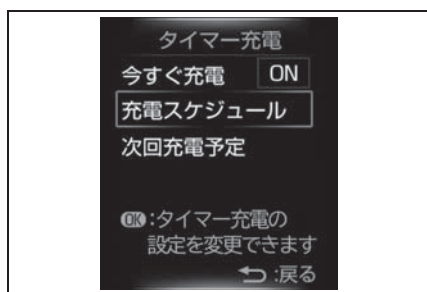 タイマー充電
今すぐ充電 ON
充電スケジュール
次回充電予定
OK:タイマー充電の
設定を変更できます
:戻る